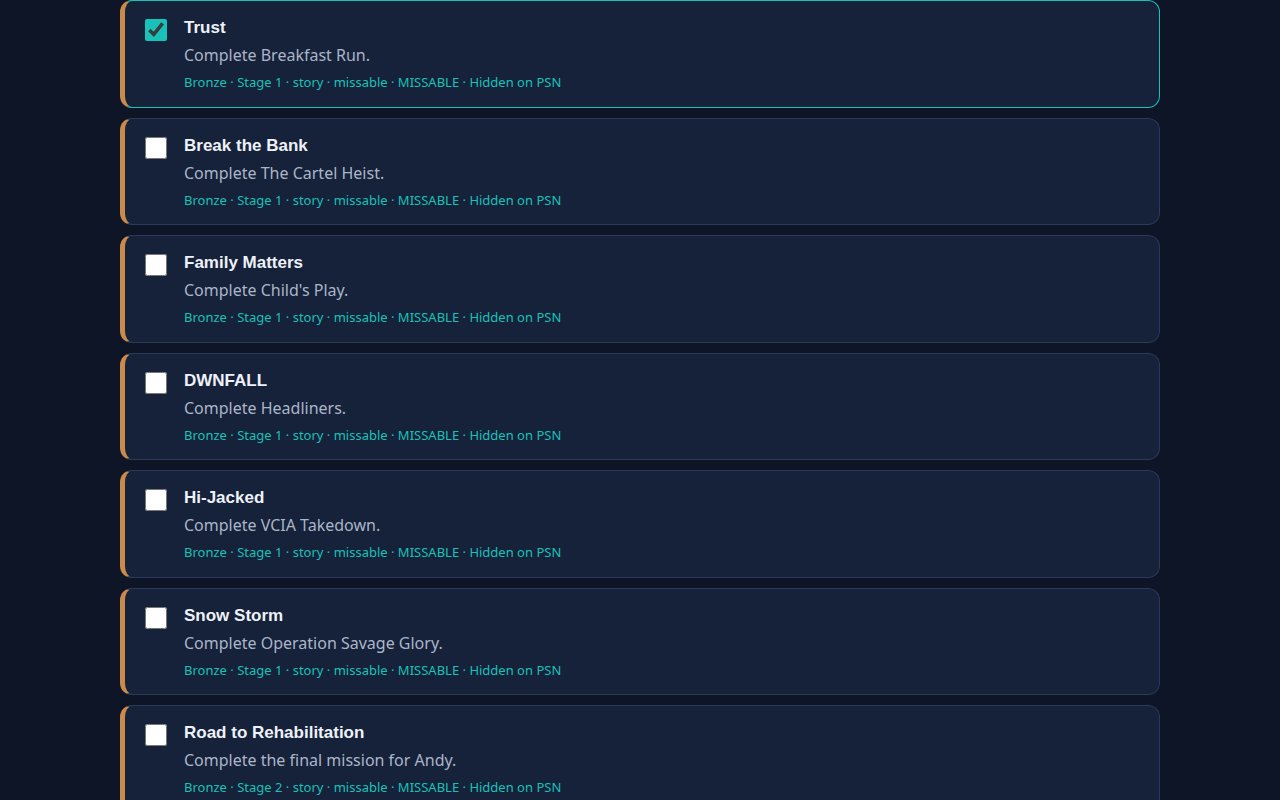 Trust
Complete Breakfast Run.
Bronze · Stage 1 · story · missable · MISSABLE · Hidden on PSN
Break the Bank
Complete The Cartel Heist.
Bronze · Stage 1 · story · missable · MISSABLE · Hidden on PSN
Family Matters
Complete Child's Play.
Bronze · Stage 1 · story · missable · MISSABLE · Hidden on PSN
DWNFALL
Complete Headliners.
Bronze · Stage 1 · story · missable · MISSABLE · Hidden on PSN
Hi-Jacked
Complete VCIA Takedown.
Bronze · Stage 1 · story · missable · MISSABLE · Hidden on PSN
Snow Storm
Complete Operation Savage Glory.
Bronze · Stage 1 · story · missable · MISSABLE · Hidden on PSN
Road to Rehabilitation
Complete the final mission for Andy.
Bronze · Stage 2 · story · missable · MISSABLE · Hidden on PSN